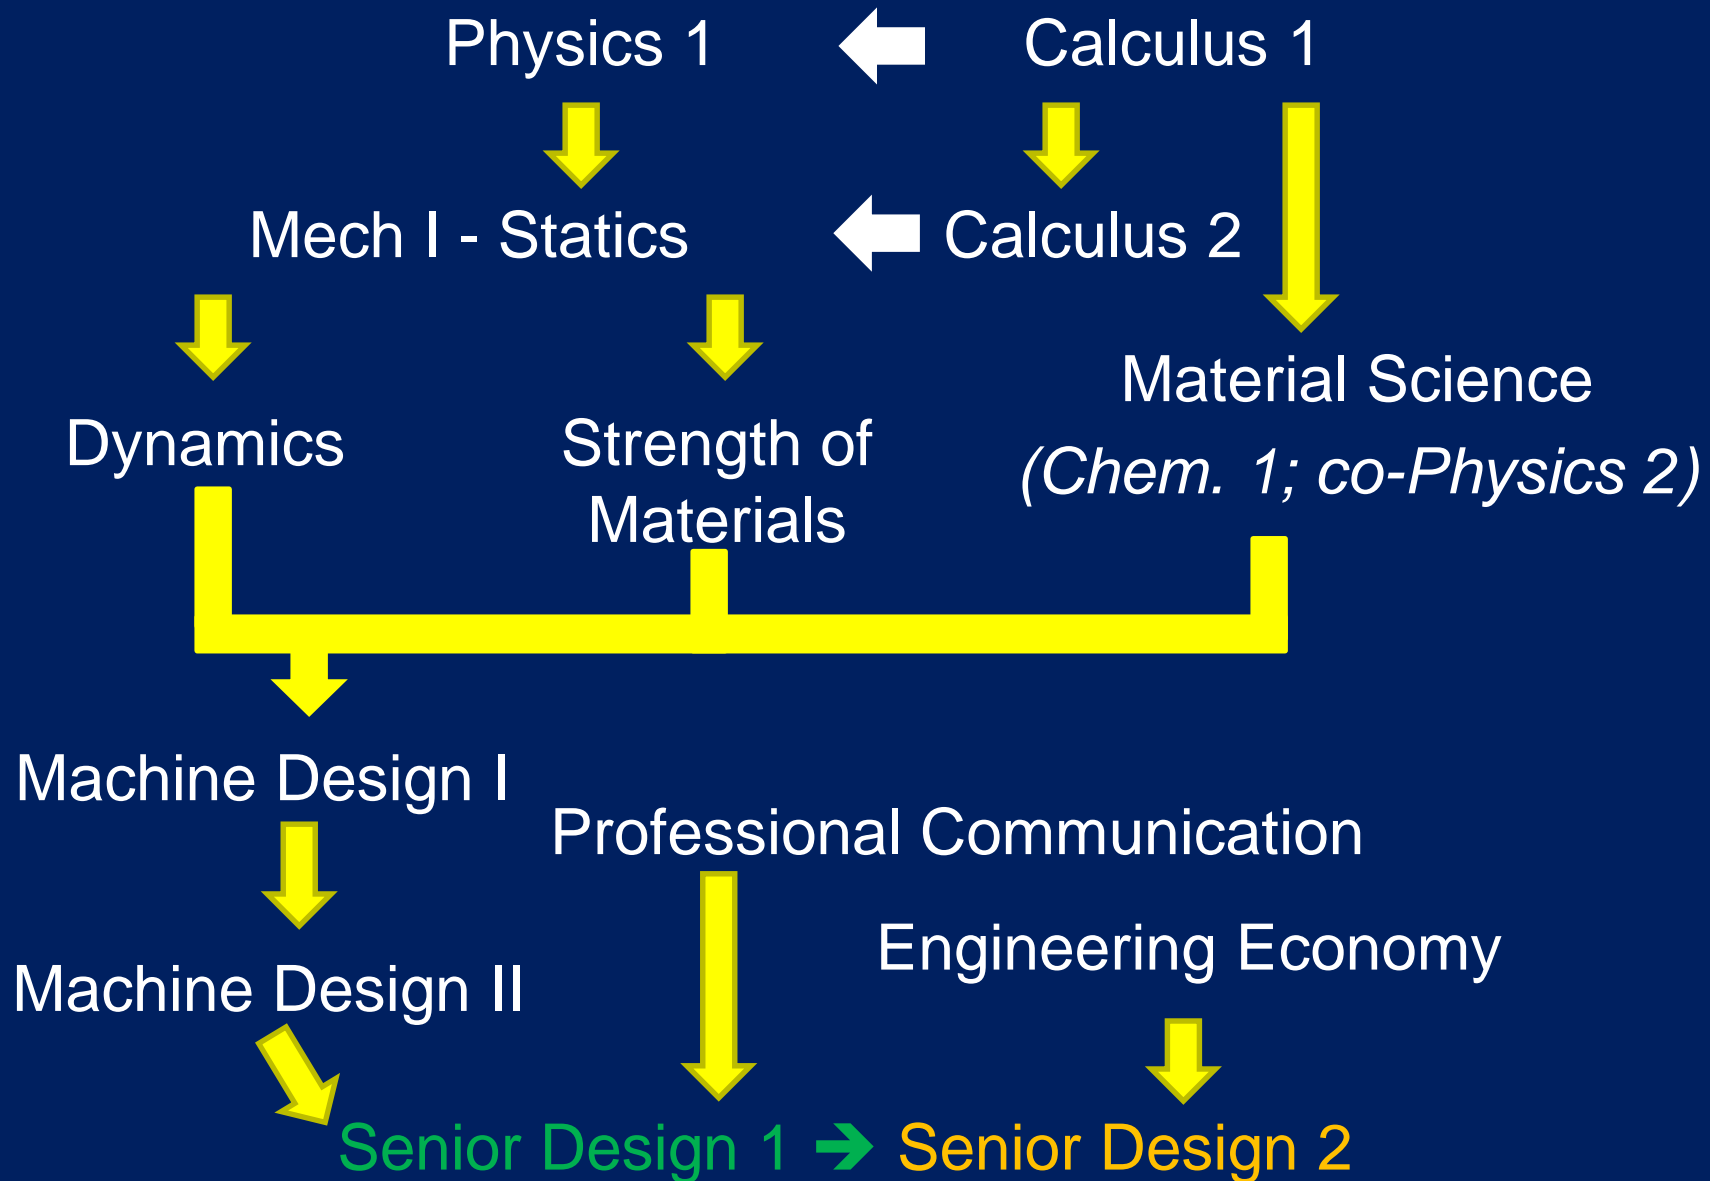 Physics 1
Calculus 1
Mech I - Statics
Calculus 2
Material Science
(Chem. 1; co-Physics 2)
Dynamics
Strength of
Materials
Machine Design I
Professional Communication
Engineering Economy
Machine Design II
Senior Design 1
Senior Design 2